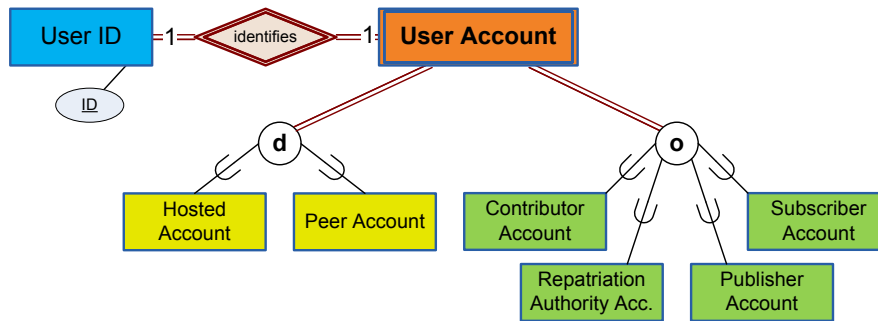 User ID
1
identifies
1
User Account
ID
d
o
Hosted
Account
Peer Account
Contributor
Account
Subscriber
Account
Repatriation
Authority Acc.
Publisher
Account